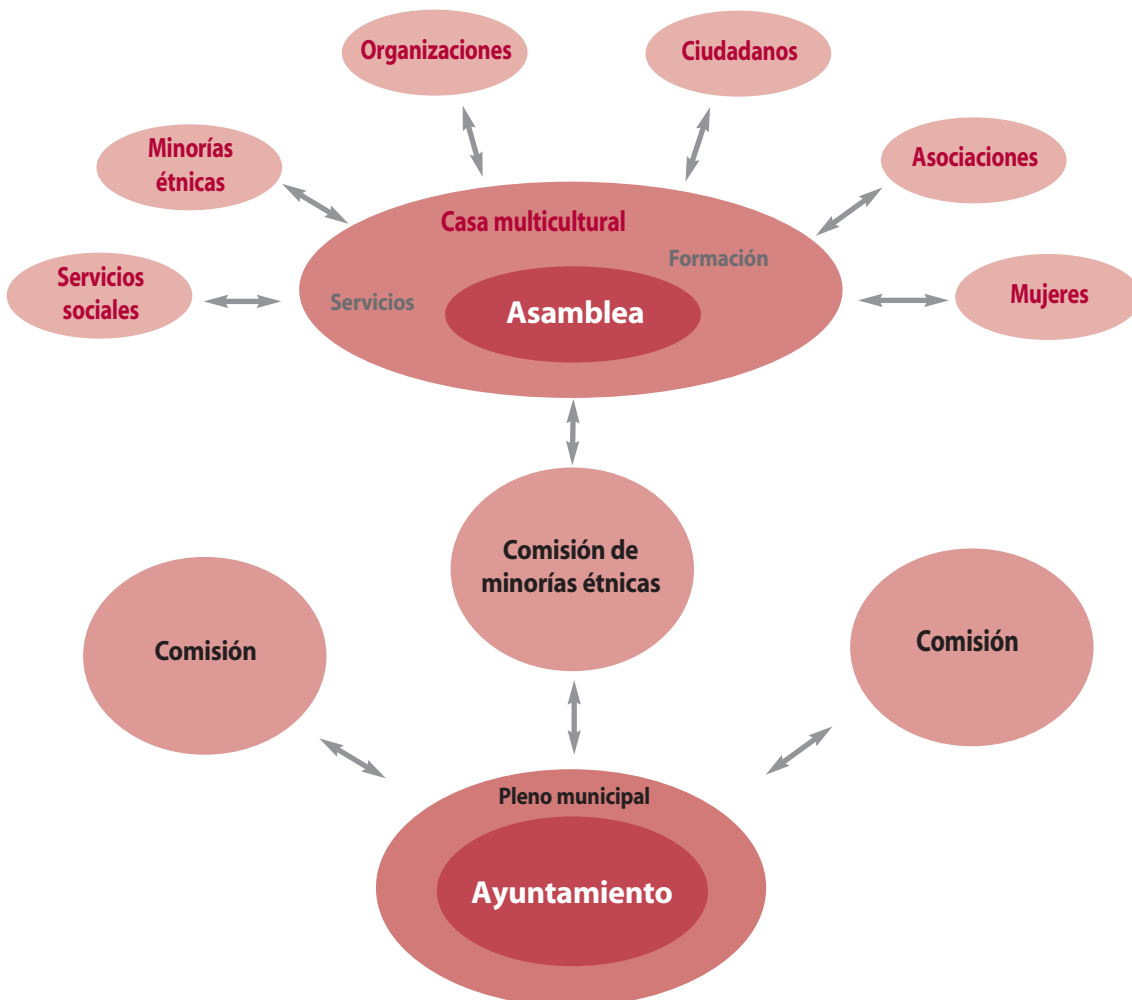 Organizaciones
Ciudadanos
Minorías
étnicas
Asociaciones
Casa multicultural
Formación
Servicios
sociales
Servicios
Asamblea
Mujeres
Comisión de
minorías étnicas
Comisión
Comisión
Pleno municipal
Ayuntamiento